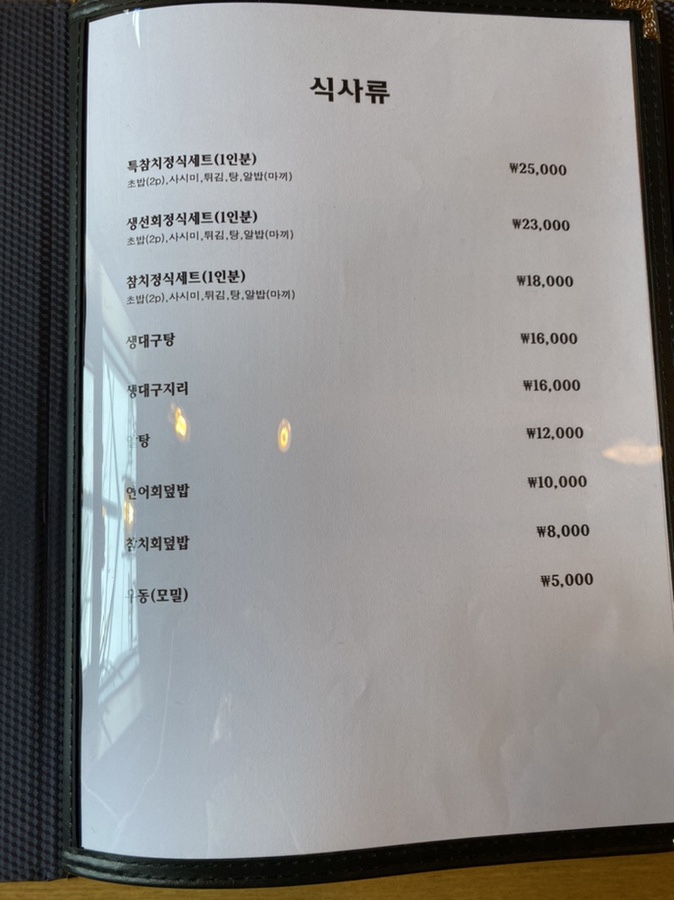 식사류
특참치정식세트(1인분) ₩25,000
초밥(2p),사시미,튀김,탕,알밥(마끼)
생선회정식세트(1인분) ₩23,000
초밥(2p),사시미,튀김,탕,알밥(마끼)
참치정식세트(1인분) ₩18,000
초밥(2p),사시미,튀김,탕,알밥(마끼)
생대구탕 ₩16,000
생대구지리 ₩16,000
알탕 ₩12,000
연어회덮밥 ₩10,000
참치회덮밥 ₩8,000
우동(모밀) ₩5,000